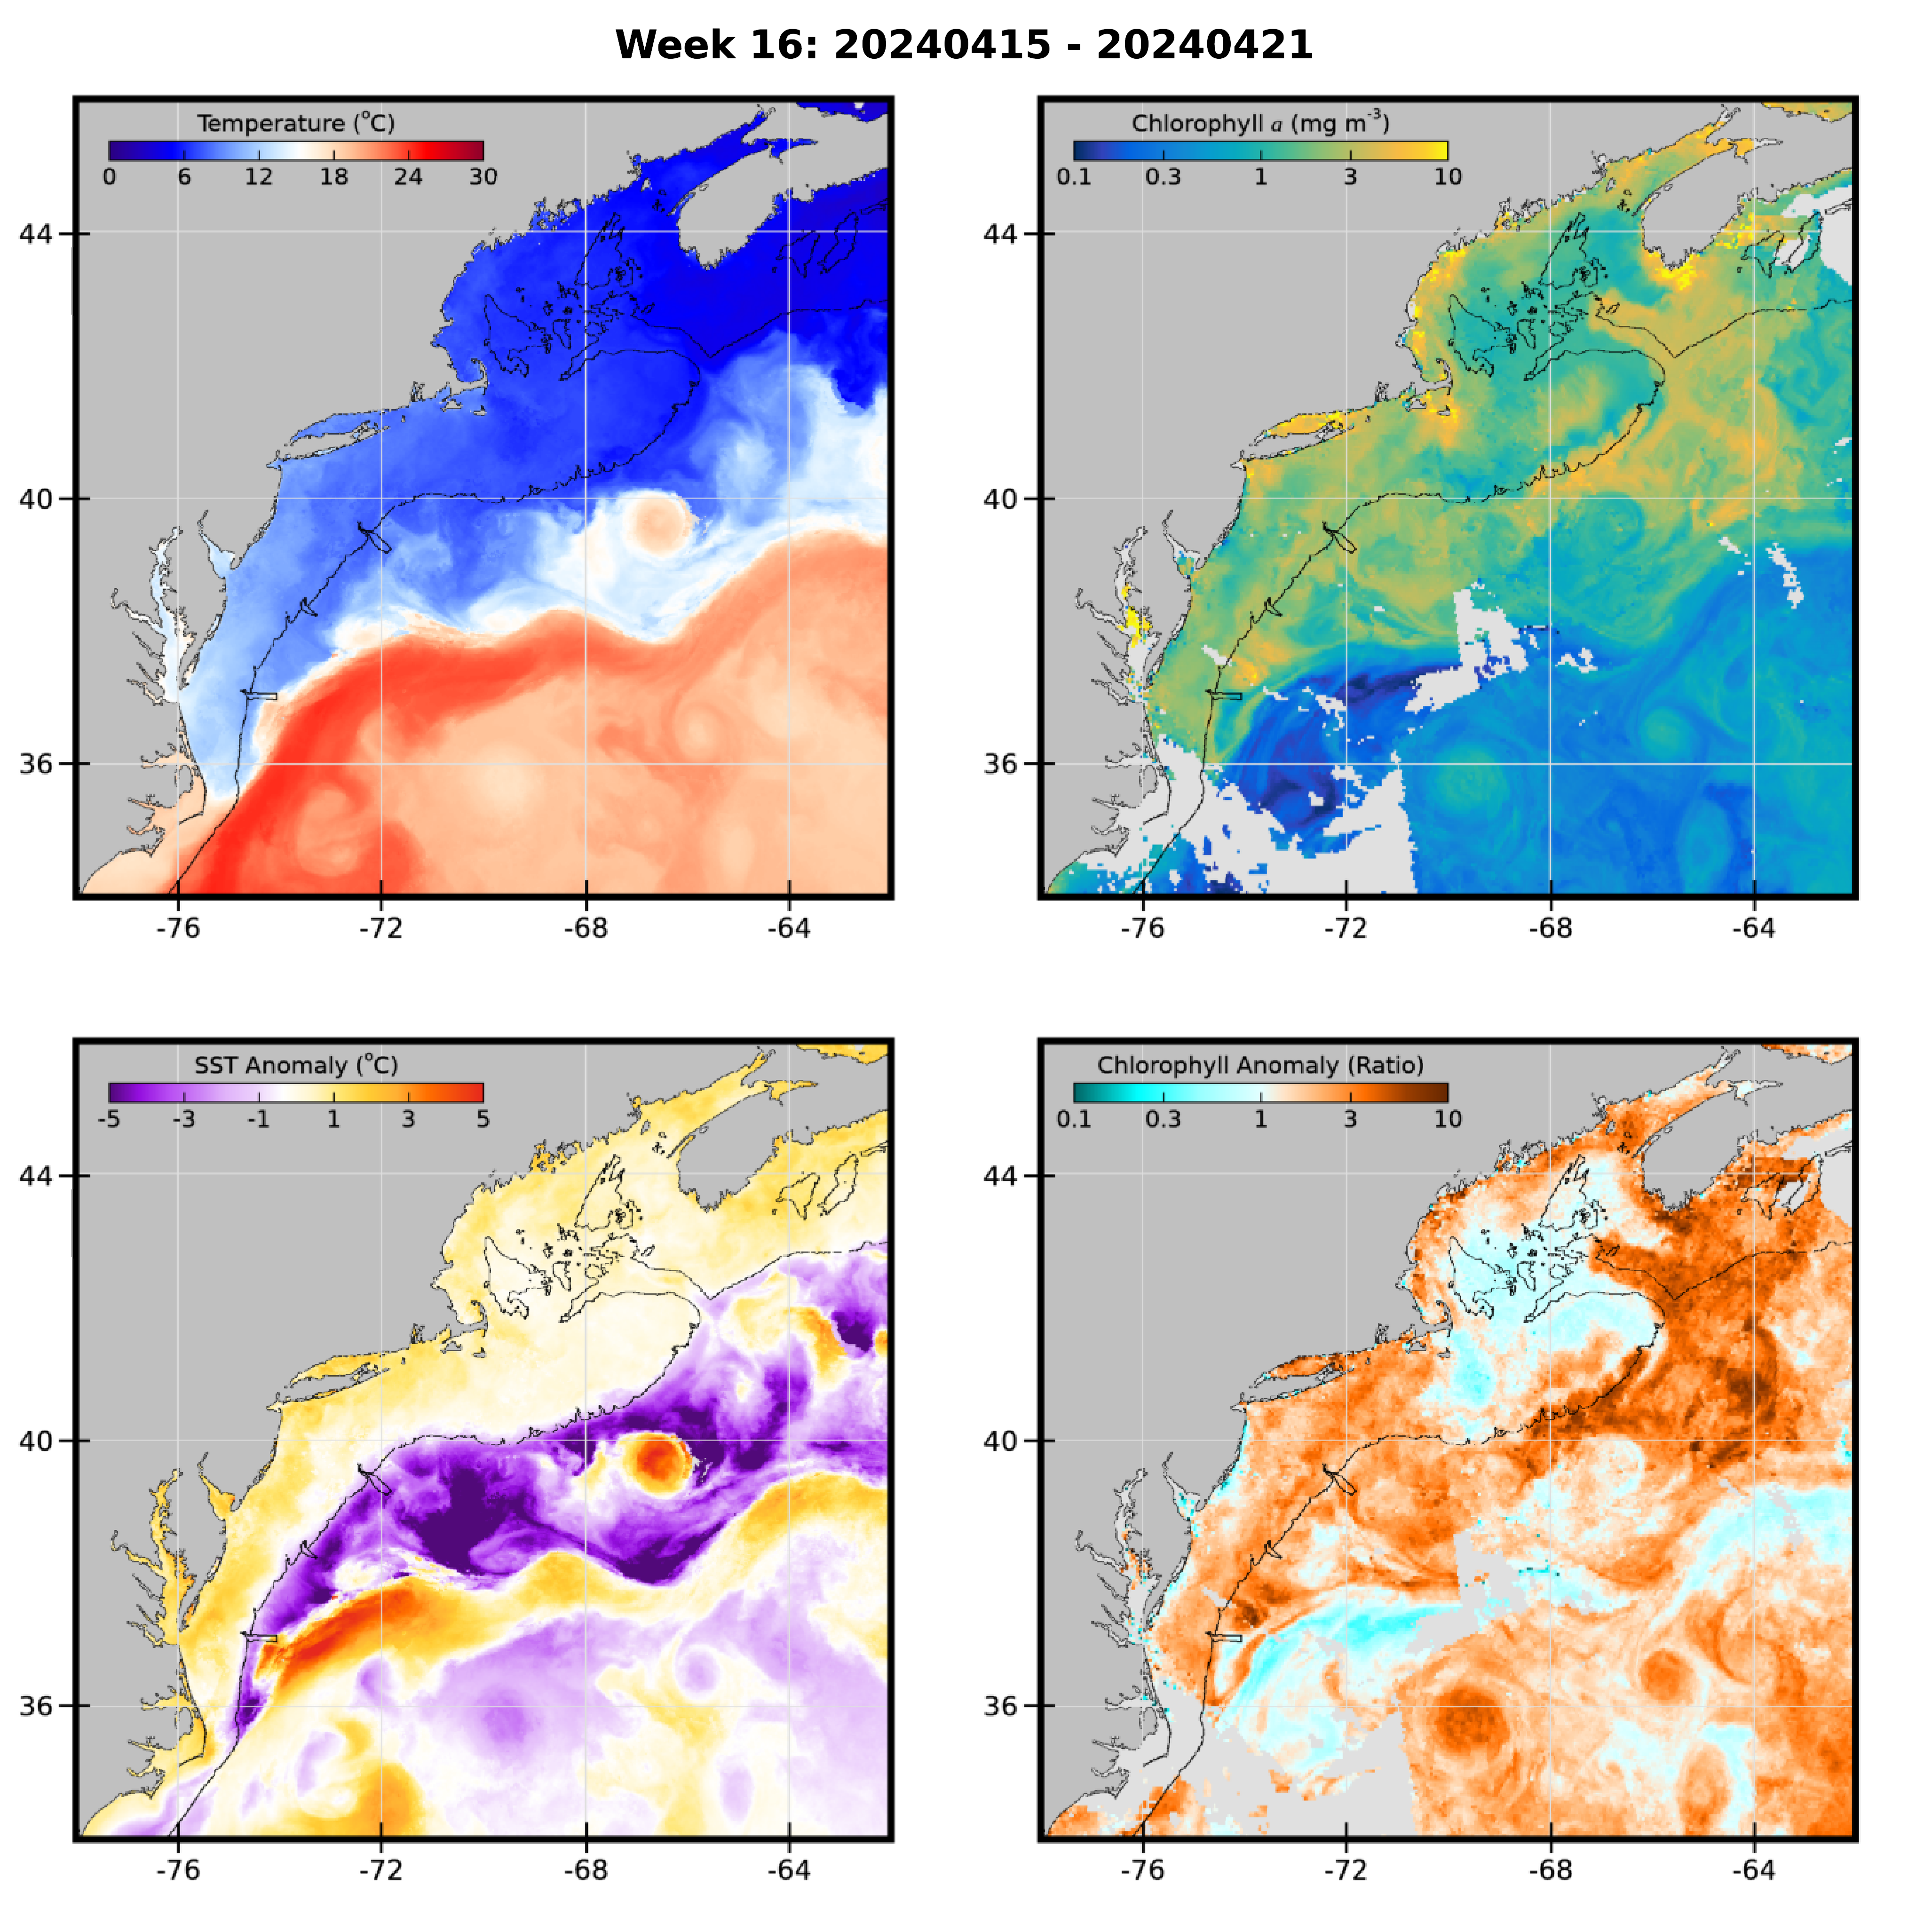 Week 16: 20240415 - 20240421
Temperature (°C)
0 6 12 18 24 30
44
40
36
-76 -72 -68 -64
Chlorophyll a (mg m⁻³)
0.1 0.3 1 3 10
44
40
36
-76 -72 -68 -64
SST Anomaly (°C)
-5 -3 -1 1 3 5
44
40
36
-76 -72 -68 -64
Chlorophyll Anomaly (Ratio)
0.1 0.3 1 3 10
44
40
36
-76 -72 -68 -64